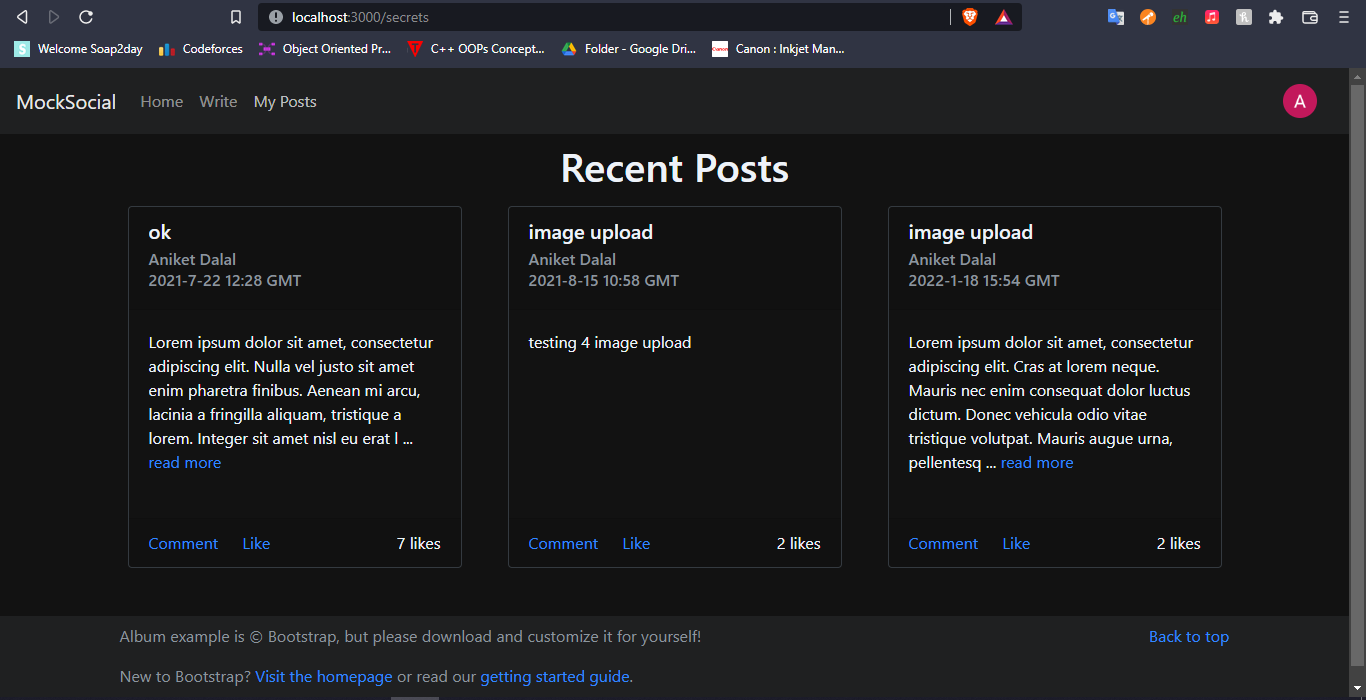 localhost:3000/secrets
eh
S Welcome Soap2day Codeforces Object Oriented Pr... C++ OOPs Concept... Folder - Google Dri... Canon : Inkjet Man...
MockSocial Home Write My Posts A
Recent Posts
ok
Aniket Dalal
2021-7-22 12:28 GMT
Lorem ipsum dolor sit amet, consectetur
adipiscing elit. Nulla vel justo sit amet
enim pharetra finibus. Aenean mi arcu,
lacinia a fringilla aliquam, tristique a
lorem. Integer sit amet nisl eu erat l ...
read more
Comment Like 7 likes
image upload
Aniket Dalal
2021-8-15 10:58 GMT
testing 4 image upload
Comment Like 2 likes
image upload
Aniket Dalal
2022-1-18 15:54 GMT
Lorem ipsum dolor sit amet, consectetur
adipiscing elit. Cras at lorem neque.
Mauris nec enim consequat dolor luctus
dictum. Donec vehicula odio vitae
tristique volutpat. Mauris augue urna,
pellentesq ... read more
Comment Like 2 likes
Album example is © Bootstrap, but please download and customize it for yourself!
Back to top
New to Bootstrap? Visit the homepage or read our getting started guide.